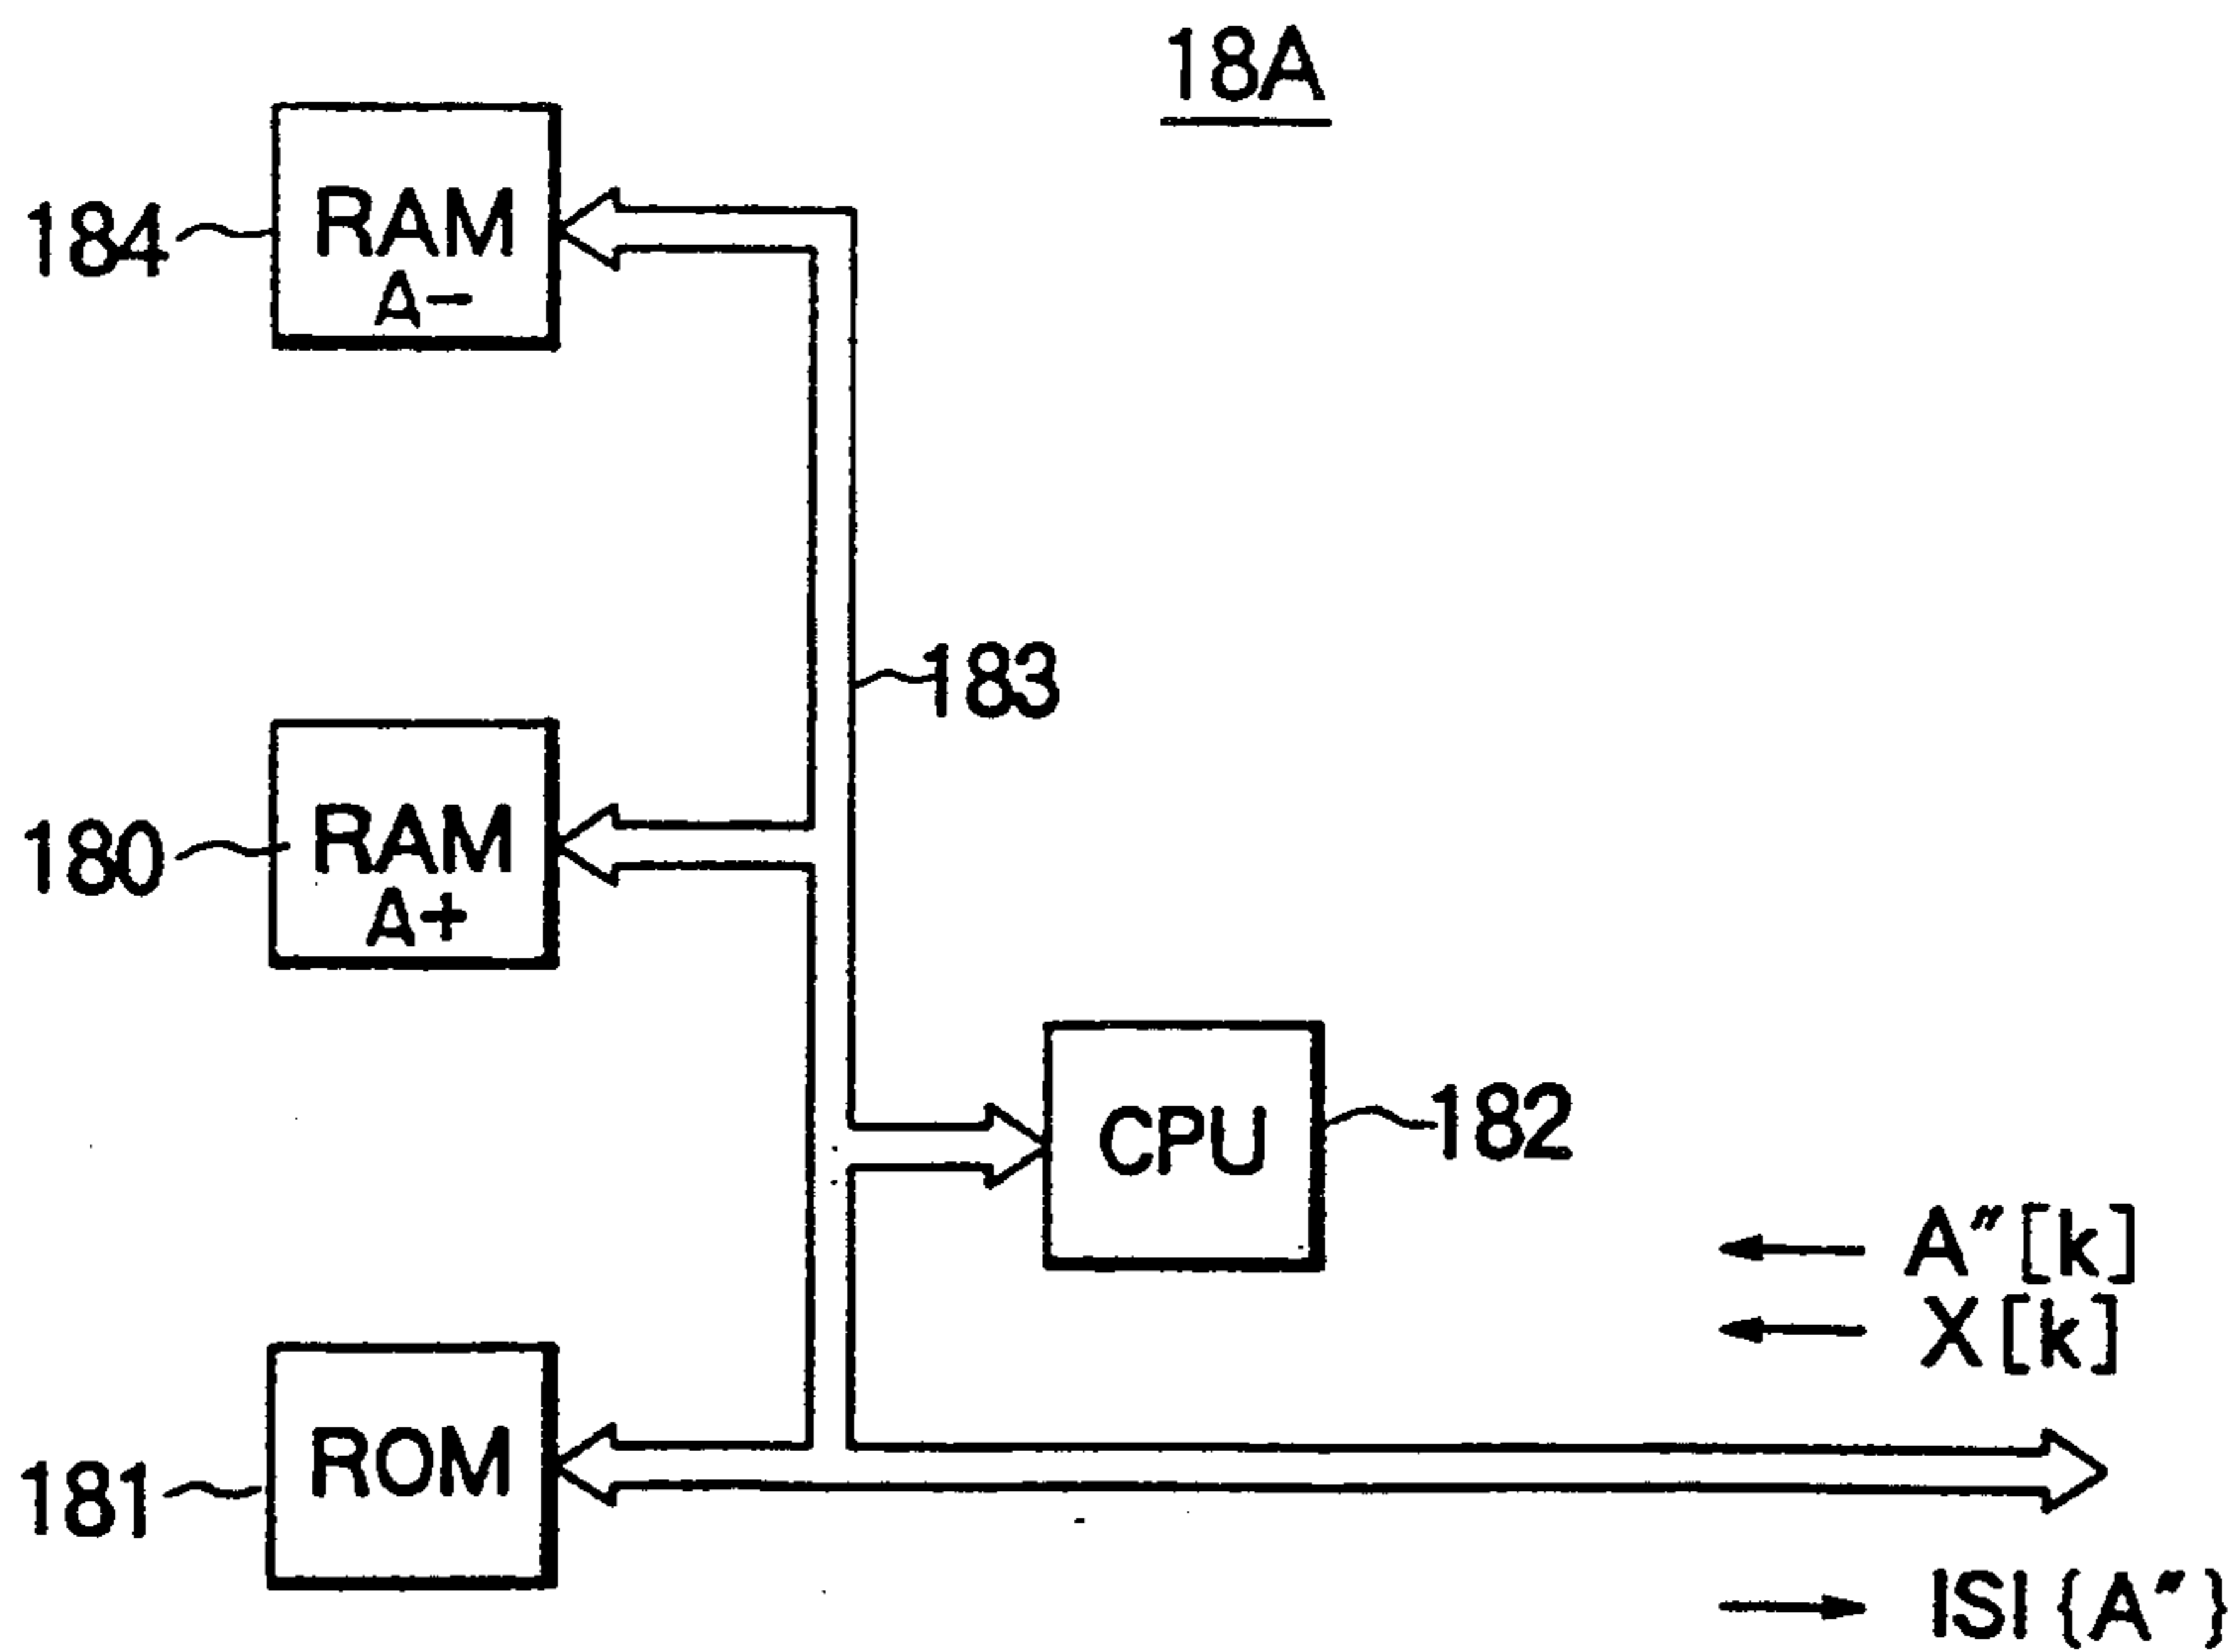 18A
184
RAM
A-
183
180
RAM
A+
CPU
182
A″[k]
X[k]
181
ROM
ISI{A″}